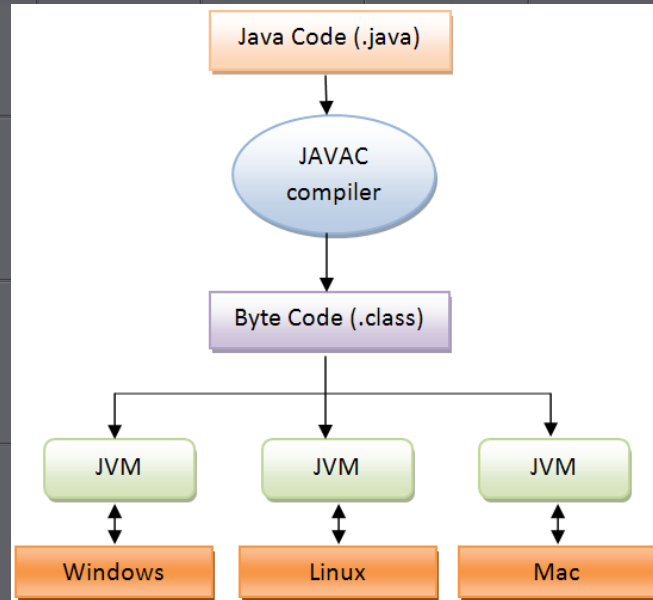 Java Code (.java)
JAVAC
compiler
Byte Code (.class)
JVM
JVM
JVM
Windows
Linux
Mac